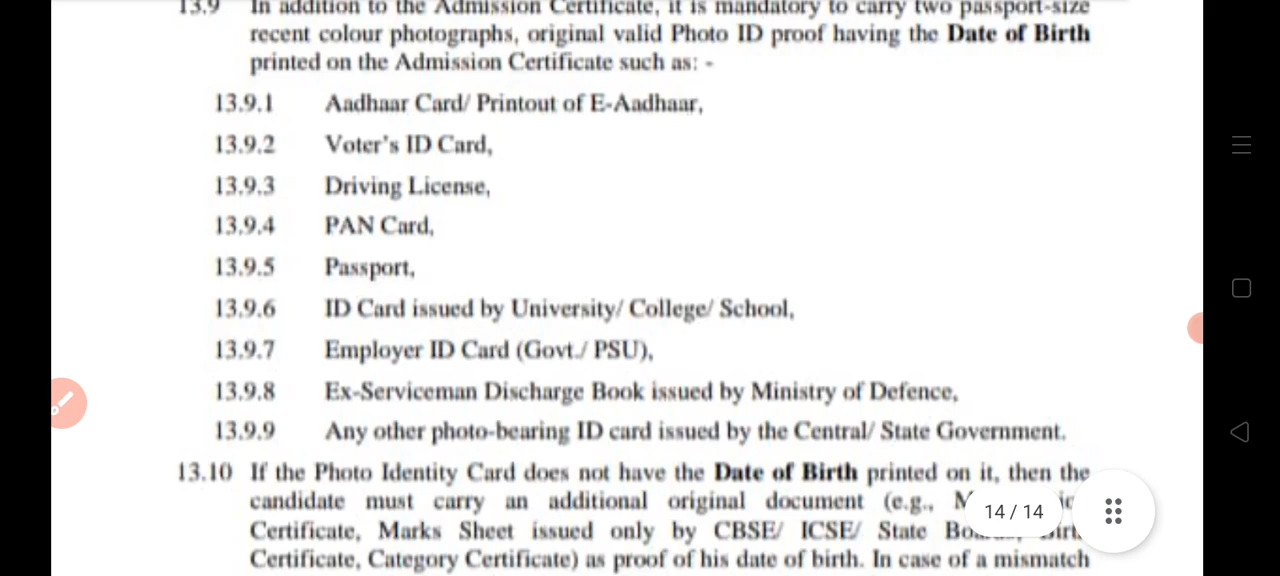 13.9 In addition to the Admission Certificate, it is mandatory to carry two passport-size
recent colour photographs, original valid Photo ID proof having the Date of Birth
printed on the Admission Certificate such as: -
13.9.1 Aadhaar Card/ Printout of E-Aadhaar,
13.9.2 Voter's ID Card,
13.9.3 Driving License,
13.9.4 PAN Card,
13.9.5 Passport,
13.9.6 ID Card issued by University/ College/ School,
13.9.7 Employer ID Card (Govt./ PSU),
13.9.8 Ex-Serviceman Discharge Book issued by Ministry of Defence,
13.9.9 Any other photo-bearing ID card issued by the Central/ State Government.
13.10 If the Photo Identity Card does not have the Date of Birth printed on it, then the
candidate must carry an additional original document (e.g.,
14 / 14
Certificate, Marks Sheet issued only by CBSE/ ICSE/ State
Certificate, Category Certificate) as proof of his date of birth. In case of a mismatch